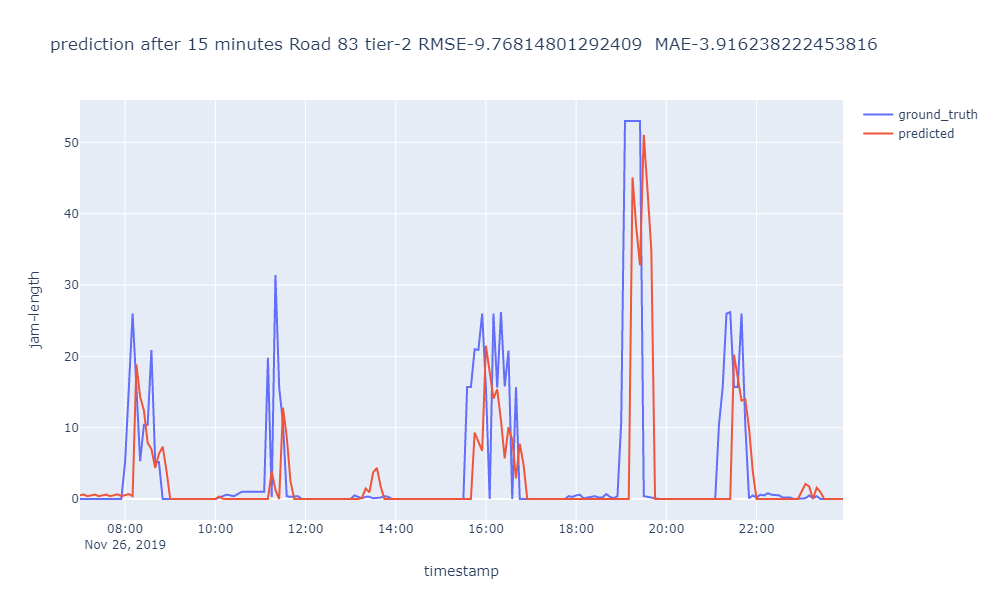 prediction after 15 minutes Road 83 tier-2 RMSE-9.76814801292409  MAE-3.916238222453816
ground_truth
predicted
jam-length
50
40
30
20
10
0
08:00 10:00 12:00 14:00 16:00 18:00 20:00 22:00
Nov 26, 2019
timestamp